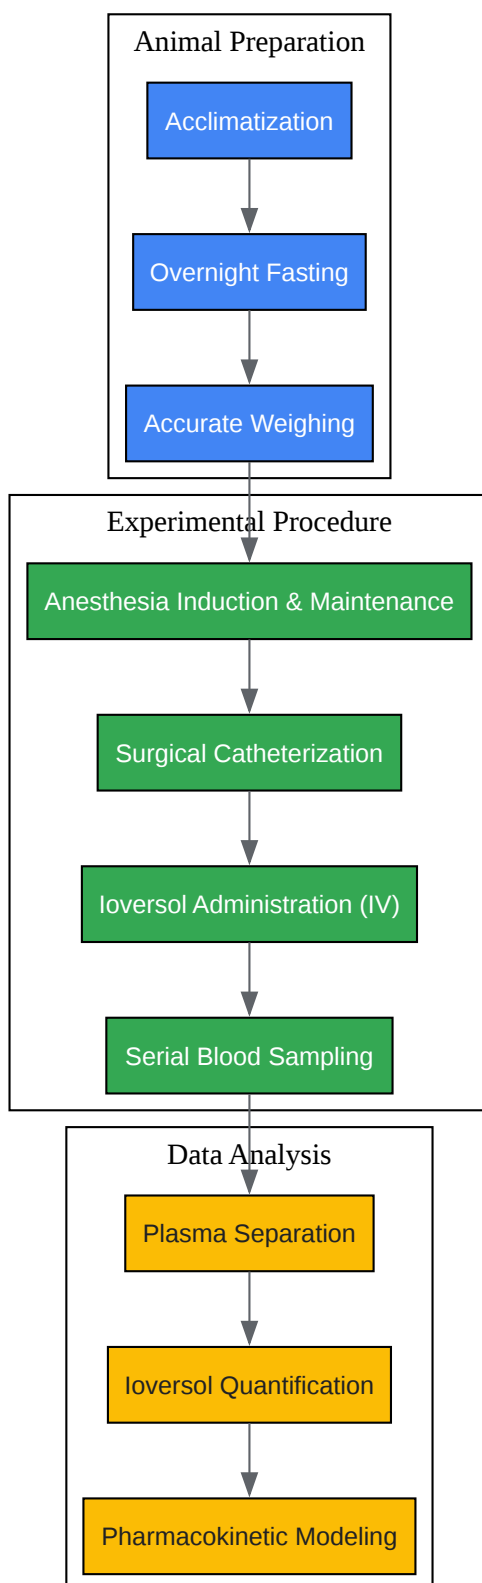 Animal Preparation
Acclimatization
Overnight Fasting
Accurate Weighing
Experimental Procedure
Anesthesia Induction & Maintenance
Surgical Catheterization
Ioversol Administration (IV)
Serial Blood Sampling
Data Analysis
Plasma Separation
Ioversol Quantification
Pharmacokinetic Modeling